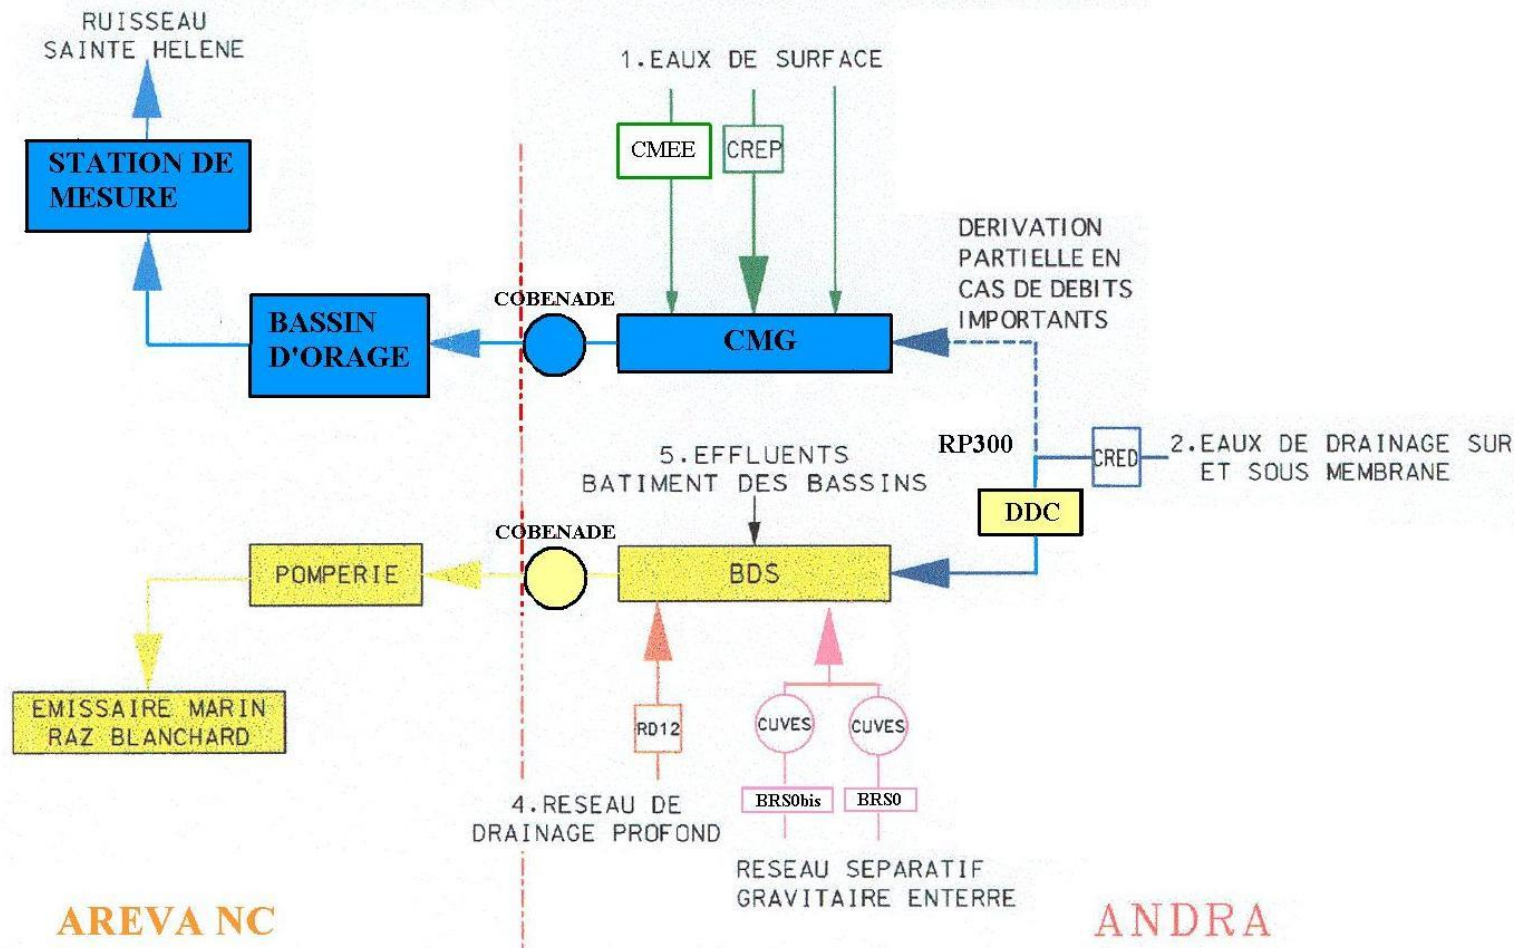 RUISSEAU
SAINTE HELENE
1.EAUX DE SURFACE
STATION DE
MESURE
CMEE
CREP
DERIVATION
PARTIELLE EN
CAS DE DEBITS
IMPORTANTS
COBENADE
BASSIN
D'ORAGE
CMG
RP300
CRED
2.EAUX DE DRAINAGE SUR
ET SOUS MEMBRANE
5.EFFLUENTS
BATIMENT DES BASSINS
DDC
COBENADE
POMPERIE
BDS
EMISSAIRE MARIN
RAZ BLANCHARD
RD12
CUVES
CUVES
BRS0bis
BRS0
4.RESEAU DE
DRAINAGE PROFOND
RESEAU SEPARATIF
GRAVITAIRE ENTERRE
AREVA NC
ANDRA